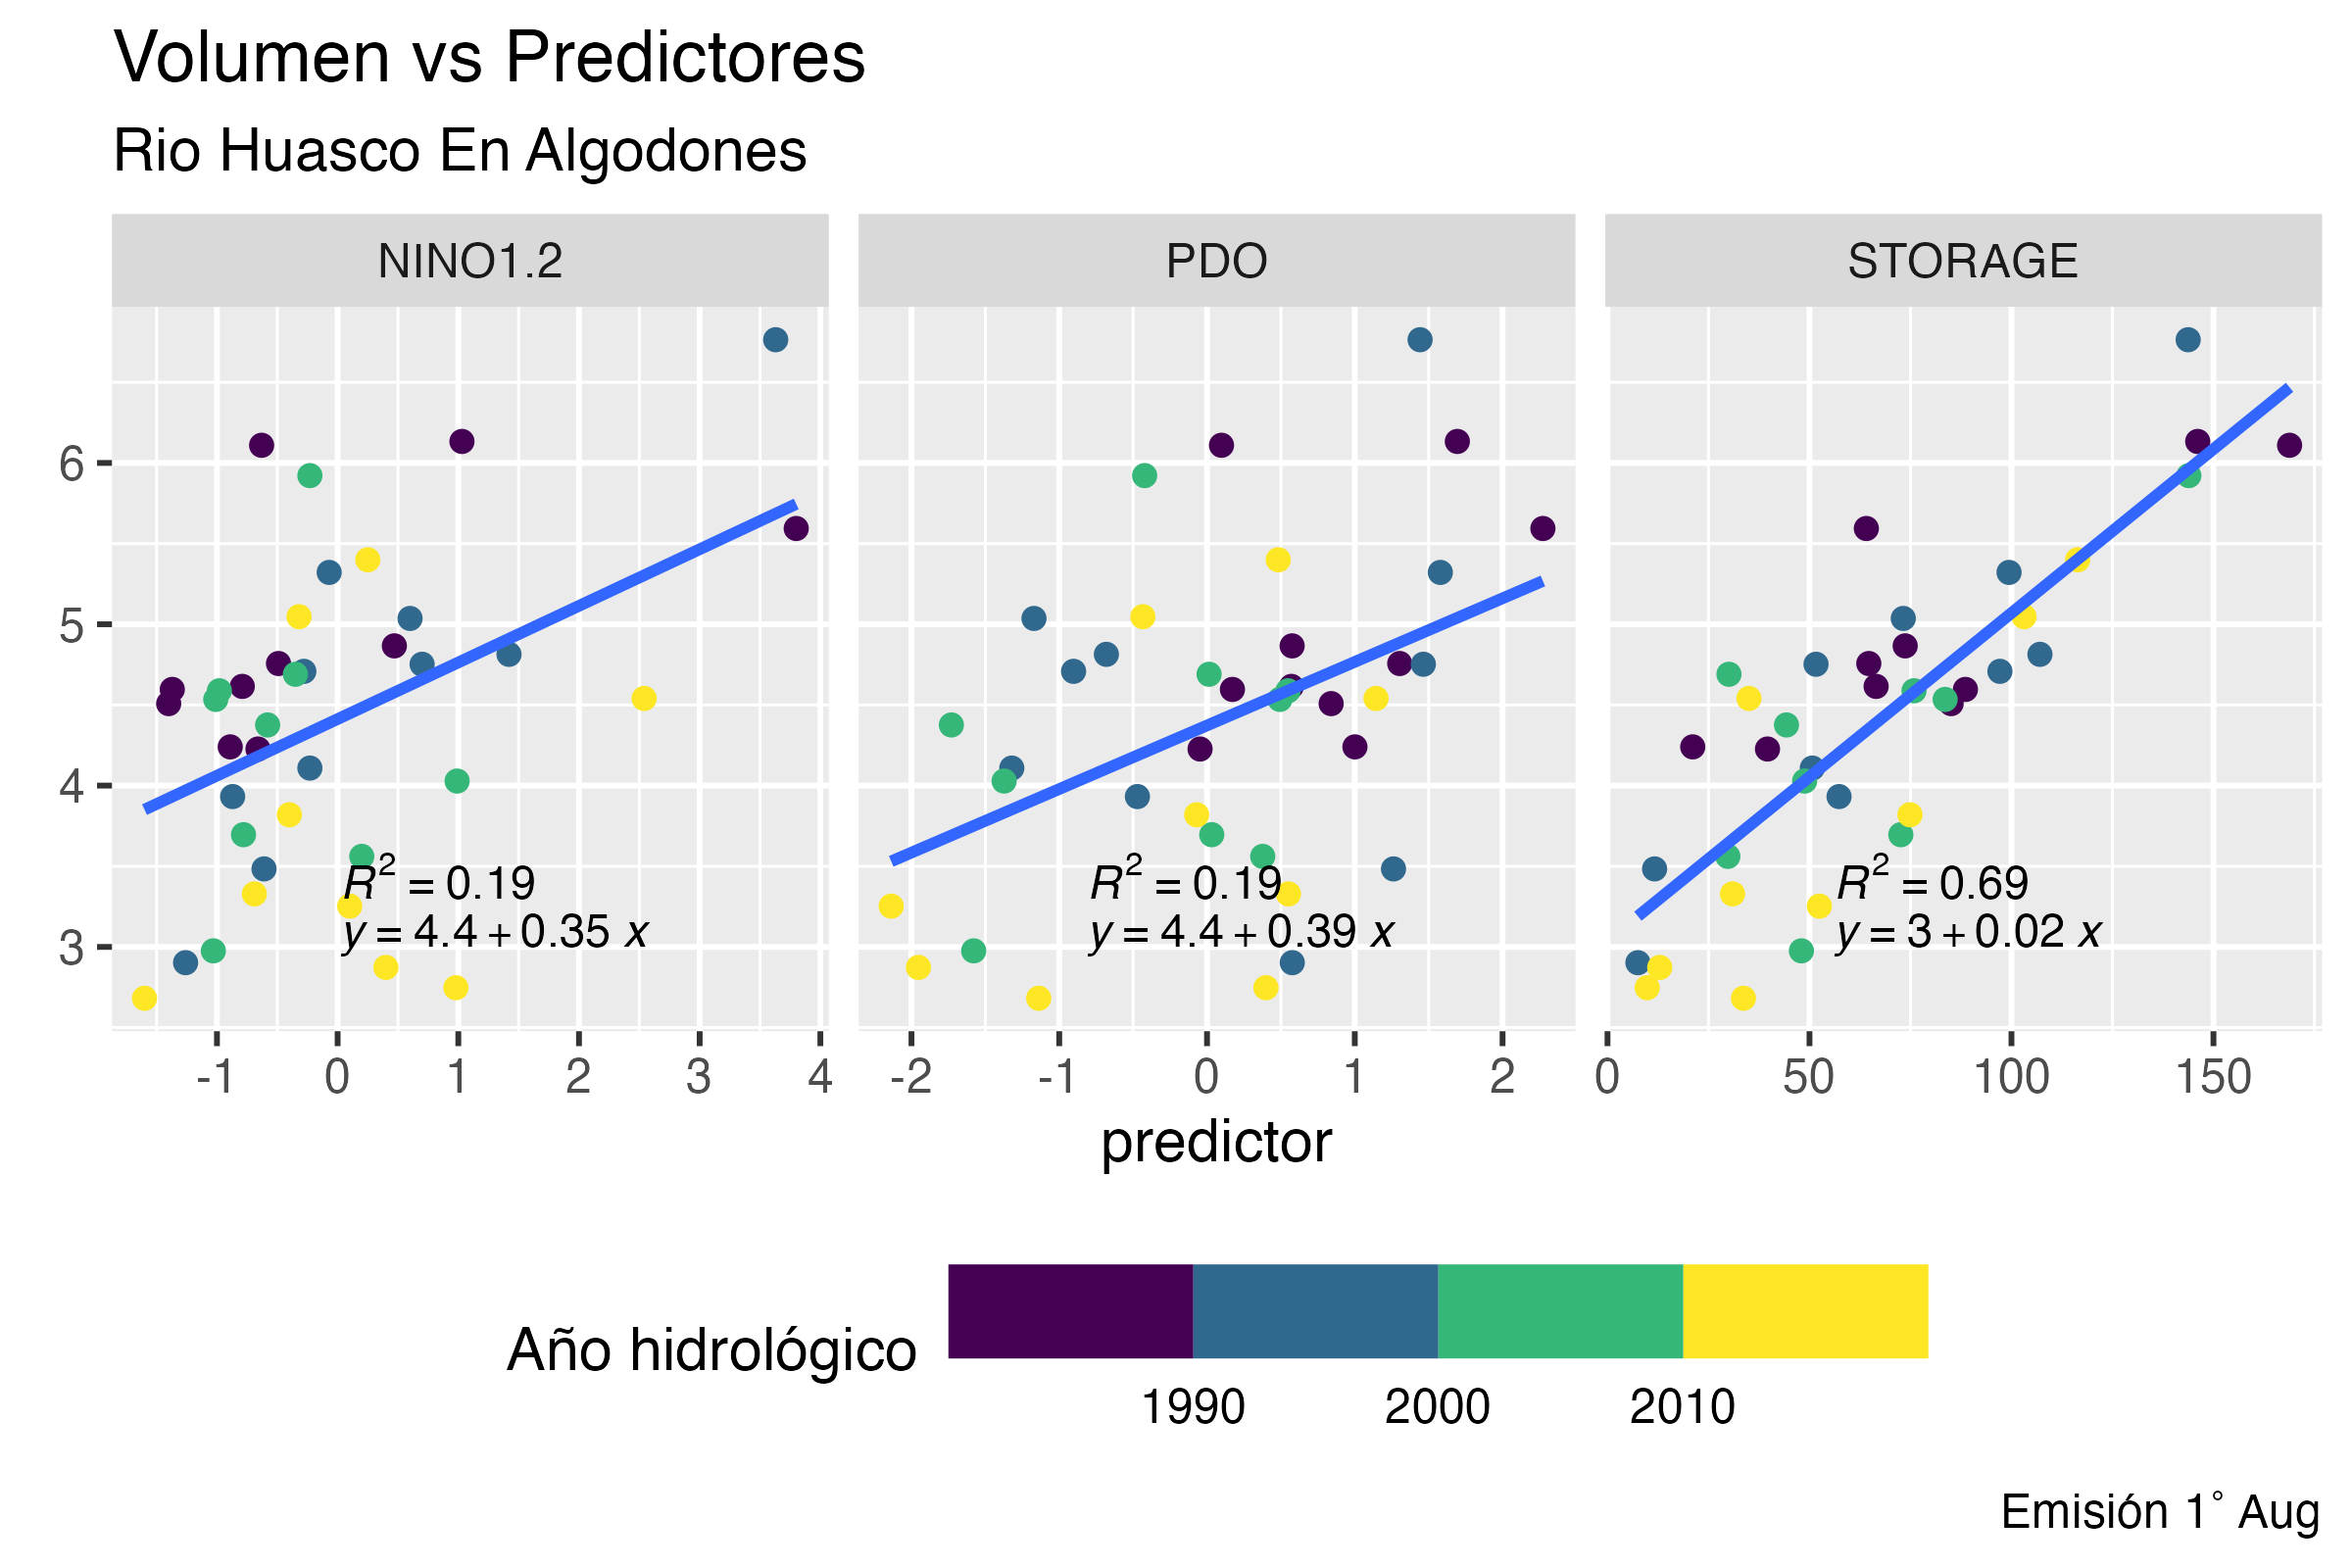 Volumen vs Predictores
Rio Huasco En Algodones
NINO1.2 PDO STORAGE
6
5
4
3
R² = 0.19
y = 4.4 + 0.35 x
R² = 0.19
y = 4.4 + 0.39 x
R² = 0.69
y = 3 + 0.02 x
-1 0 1 2 3 4 -2 -1 0 1 2 0 50 100 150
predictor
Año hidrológico
1990 2000 2010
Emisión 1° Aug